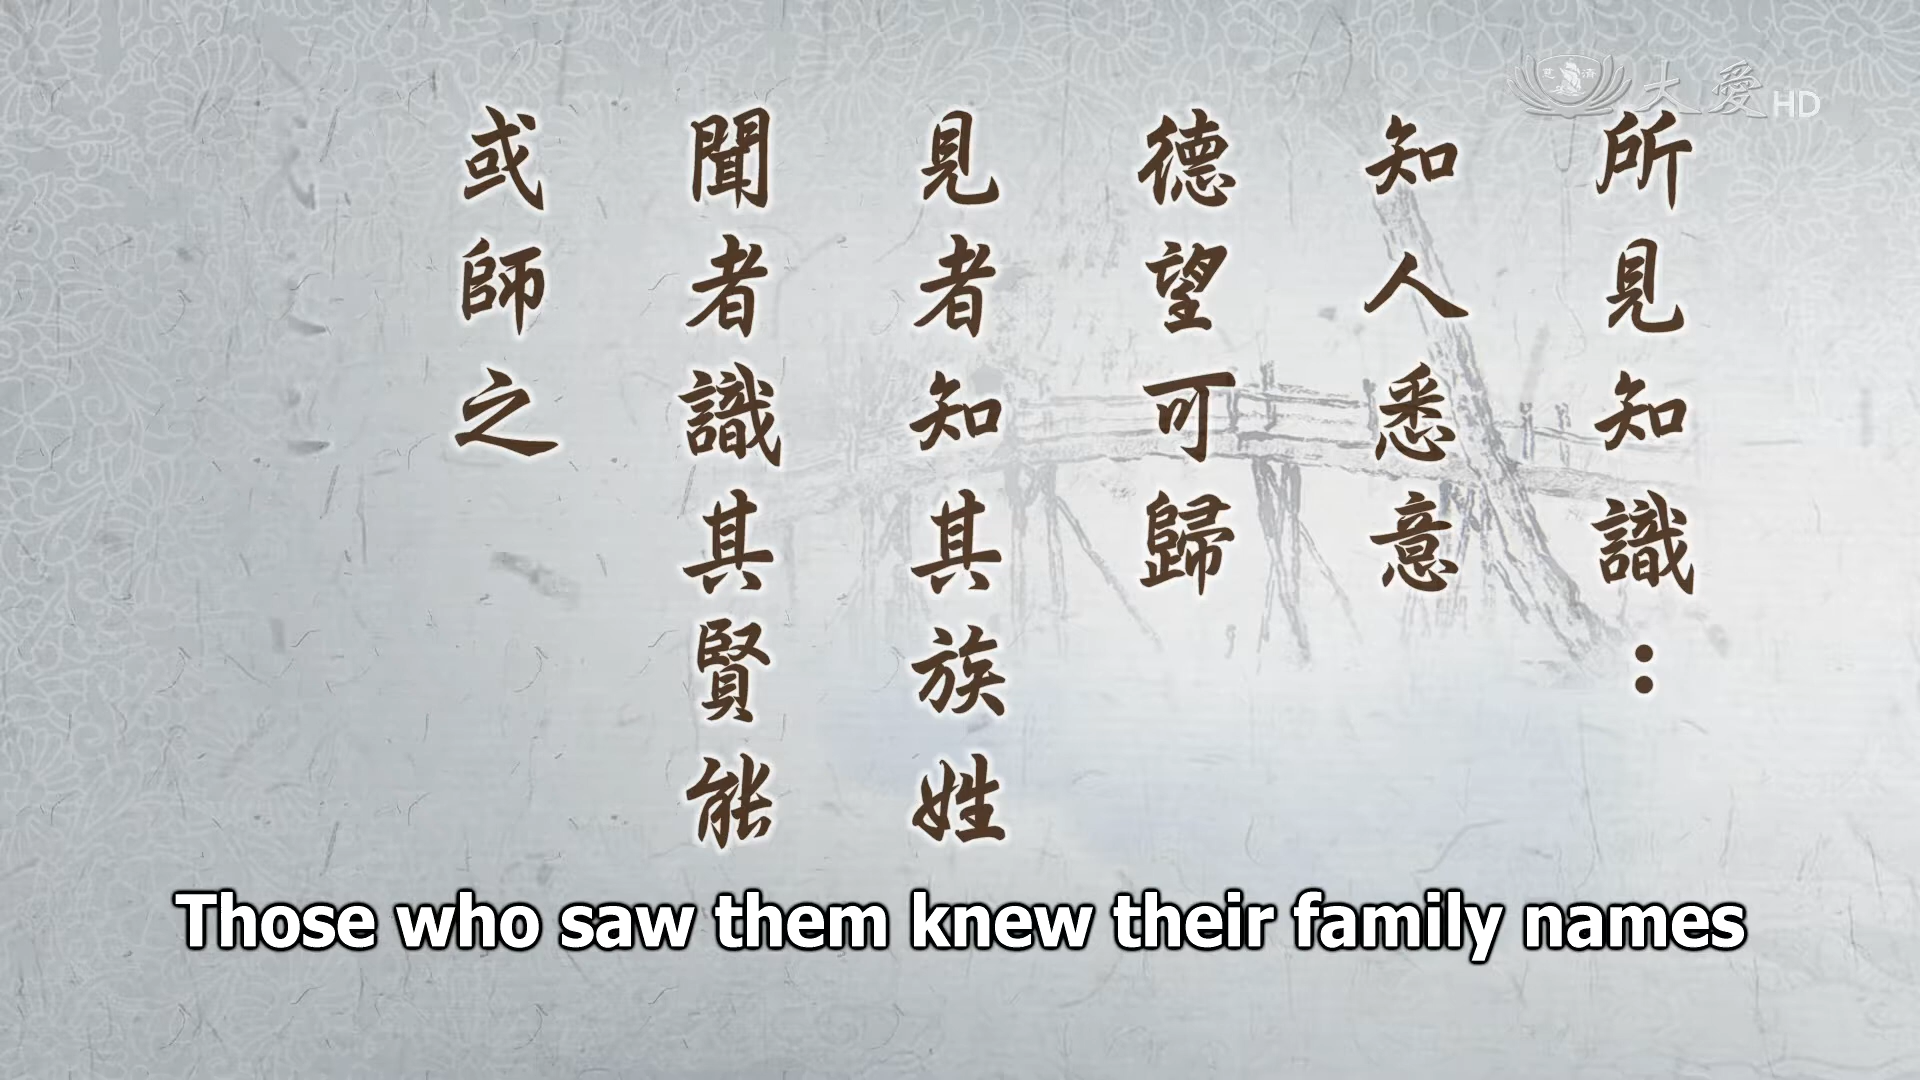 大愛HD
慈濟
所見知識：
知人悉意
德望可歸
見者知其族姓
聞者識其賢能
或師之
Those who saw them knew their family names